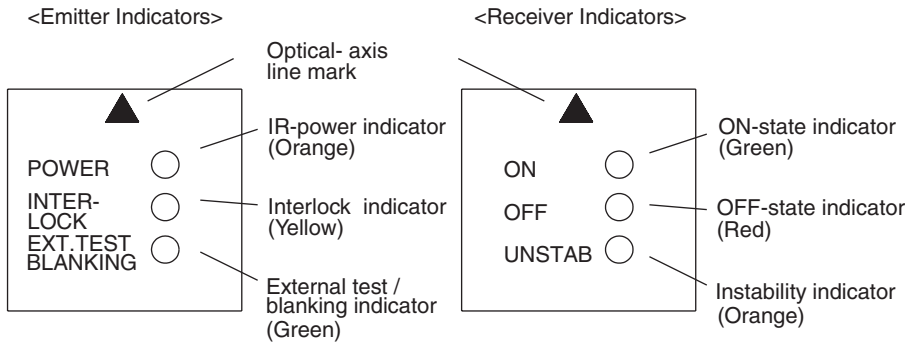 <Emitter Indicators>
<Receiver Indicators>
Optical- axis
line mark
IR-power indicator
(Orange)
POWER
INTER-
LOCK
Interlock indicator
(Yellow)
EXT.TEST
BLANKING
External test /
blanking indicator
(Green)
ON-state indicator
(Green)
ON
OFF
OFF-state indicator
(Red)
UNSTAB
Instability indicator
(Orange)